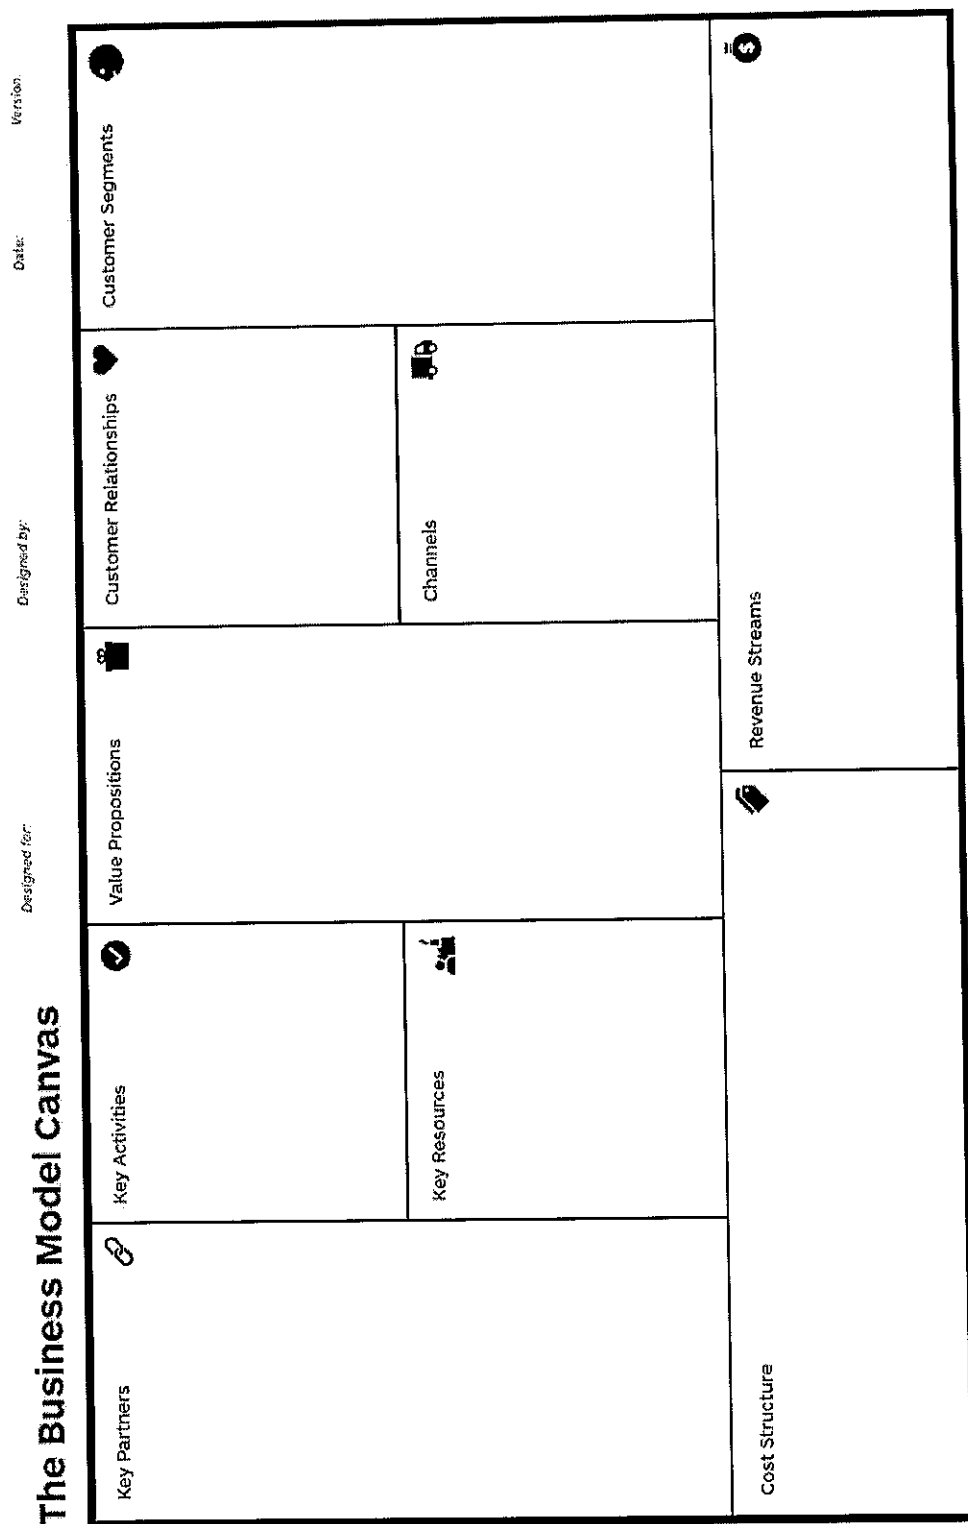 The Business Model Canvas
Designed for:
Designed by:
Date:
Version:
Key Partners
Key Activities
Key Resources
Value Propositions
Customer Relationships
Channels
Customer Segments
Cost Structure
Revenue Streams